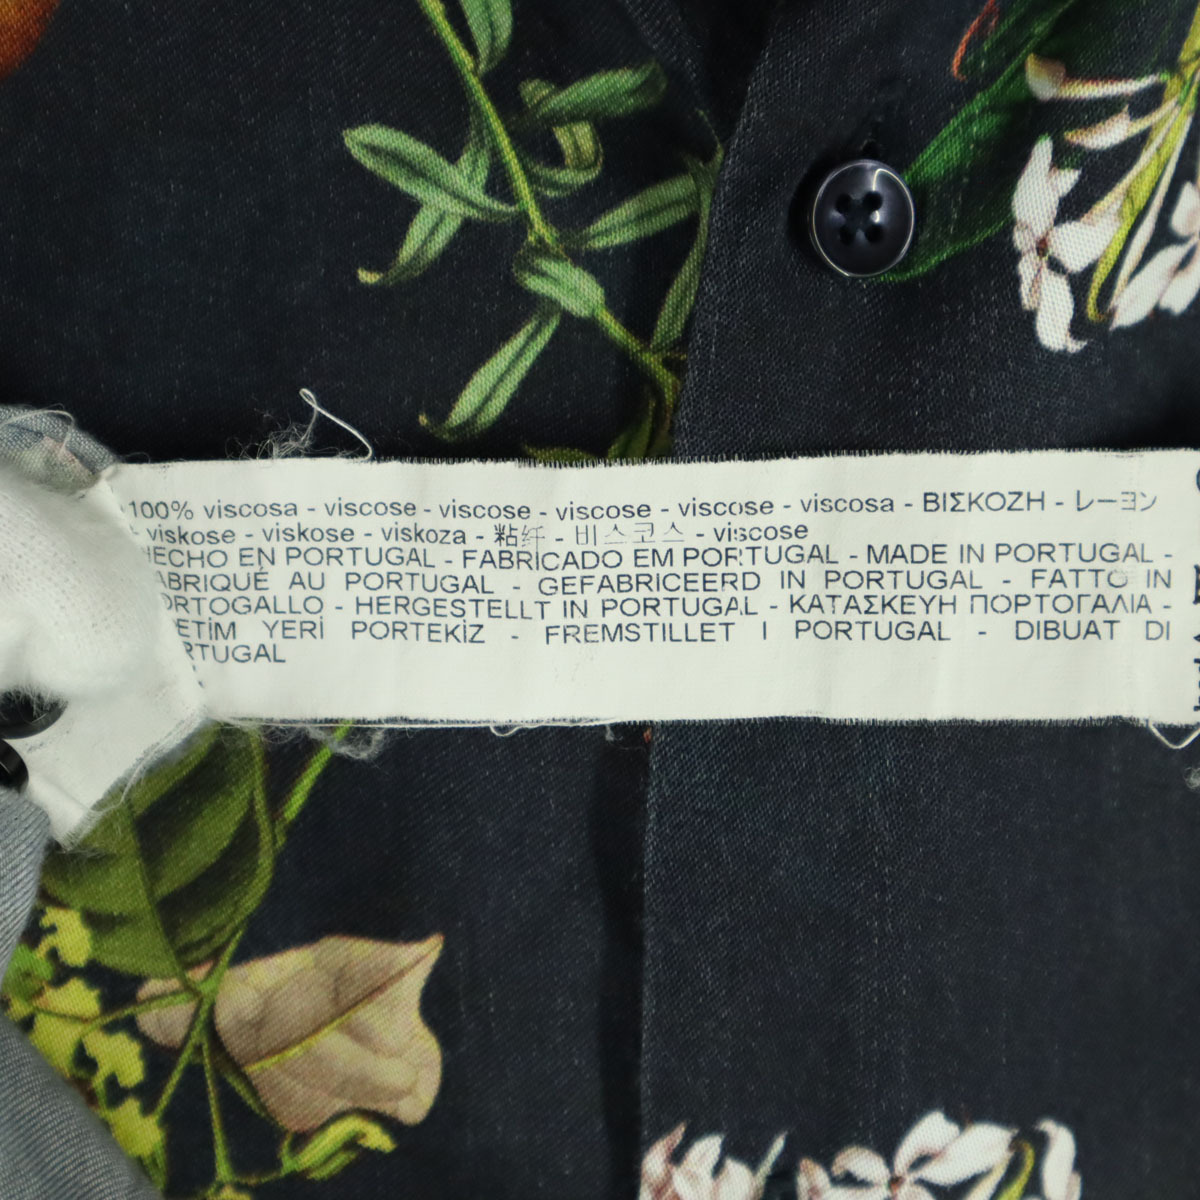 100% viscosa - viscose - viscose - viscose - viscose - viscosa - ΒΙΣΚΟΖΗ - レーヨン
- viskose - viskose - viskoza - 粘纤 - 비스코스 - viscose
HECHO EN PORTUGAL - FABRICADO EM PORTUGAL - MADE IN PORTUGAL -
ABRIQUÉ AU PORTUGAL - GEFABRICEERD IN PORTUGAL - FATTO IN
ORTOGALLO - HERGESTELLT IN PORTUGAL - ΚΑΤΑΣΚΕΥΗ ΠΟΡΤΟΓΑΛΙΑ -
ETİM YERİ PORTEKİZ - FREMSTILLET I PORTUGAL - DIBUAT DI
RTUGAL